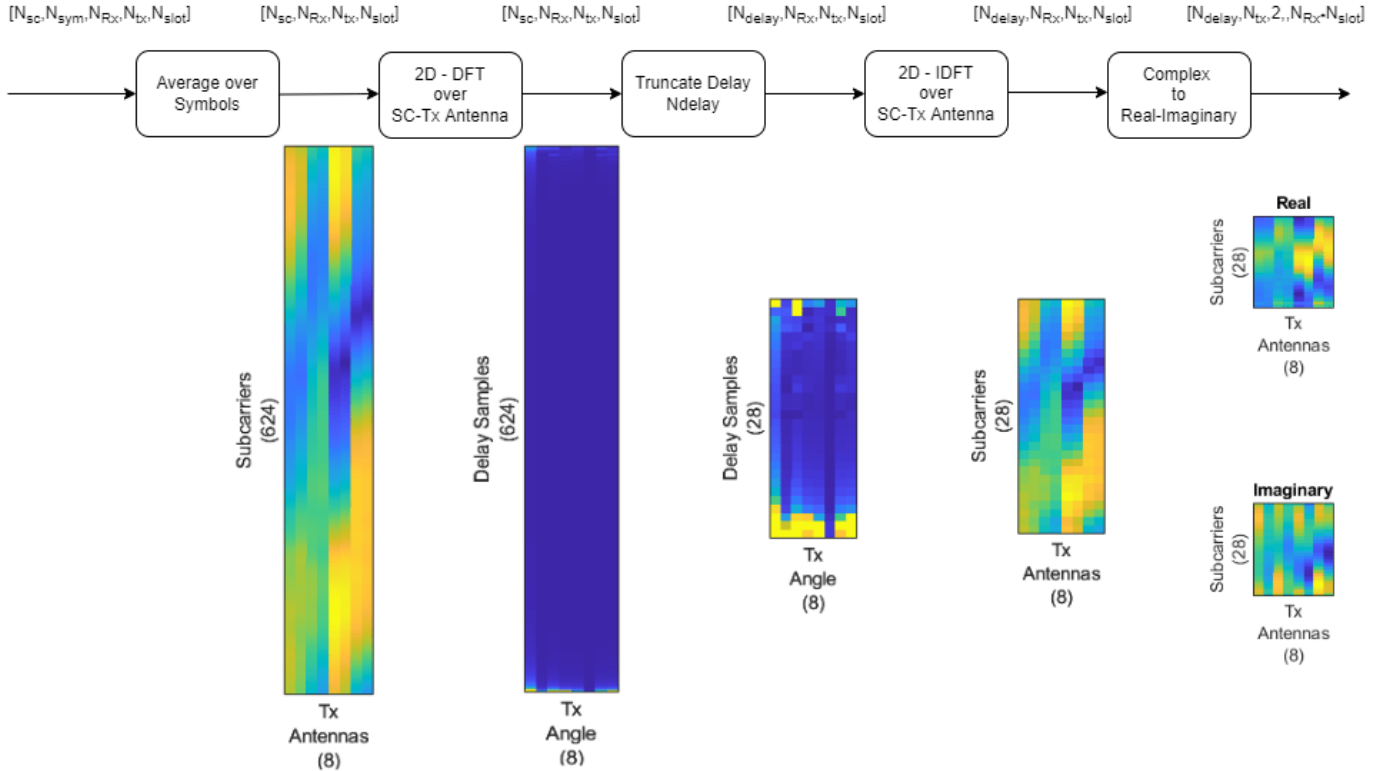 [N_sc,N_sym,N_Rx,N_tx,N_slot]
[N_sc,N_Rx,N_tx,N_slot]
[N_sc,N_Rx,N_tx,N_slot]
[N_delay,N_Rx,N_tx,N_slot]
[N_delay,N_Rx,N_tx,N_slot]
[N_delay,N_tx,2,,N_Rx*N_slot]
Average over
Symbols
2D - DFT
over
SC-Tx Antenna
Truncate Delay
Ndelay
2D - IDFT
over
SC-Tx Antenna
Complex
to
Real-Imaginary
Subcarriers
(624)
Tx
Antennas
(8)
Delay Samples
(624)
Tx
Angle
(8)
Delay Samples
(28)
Tx
Angle
(8)
Subcarriers
(28)
Tx
Antennas
(8)
Real
Subcarriers
(28)
Tx
Antennas
(8)
Imaginary
Subcarriers
(28)
Tx
Antennas
(8)